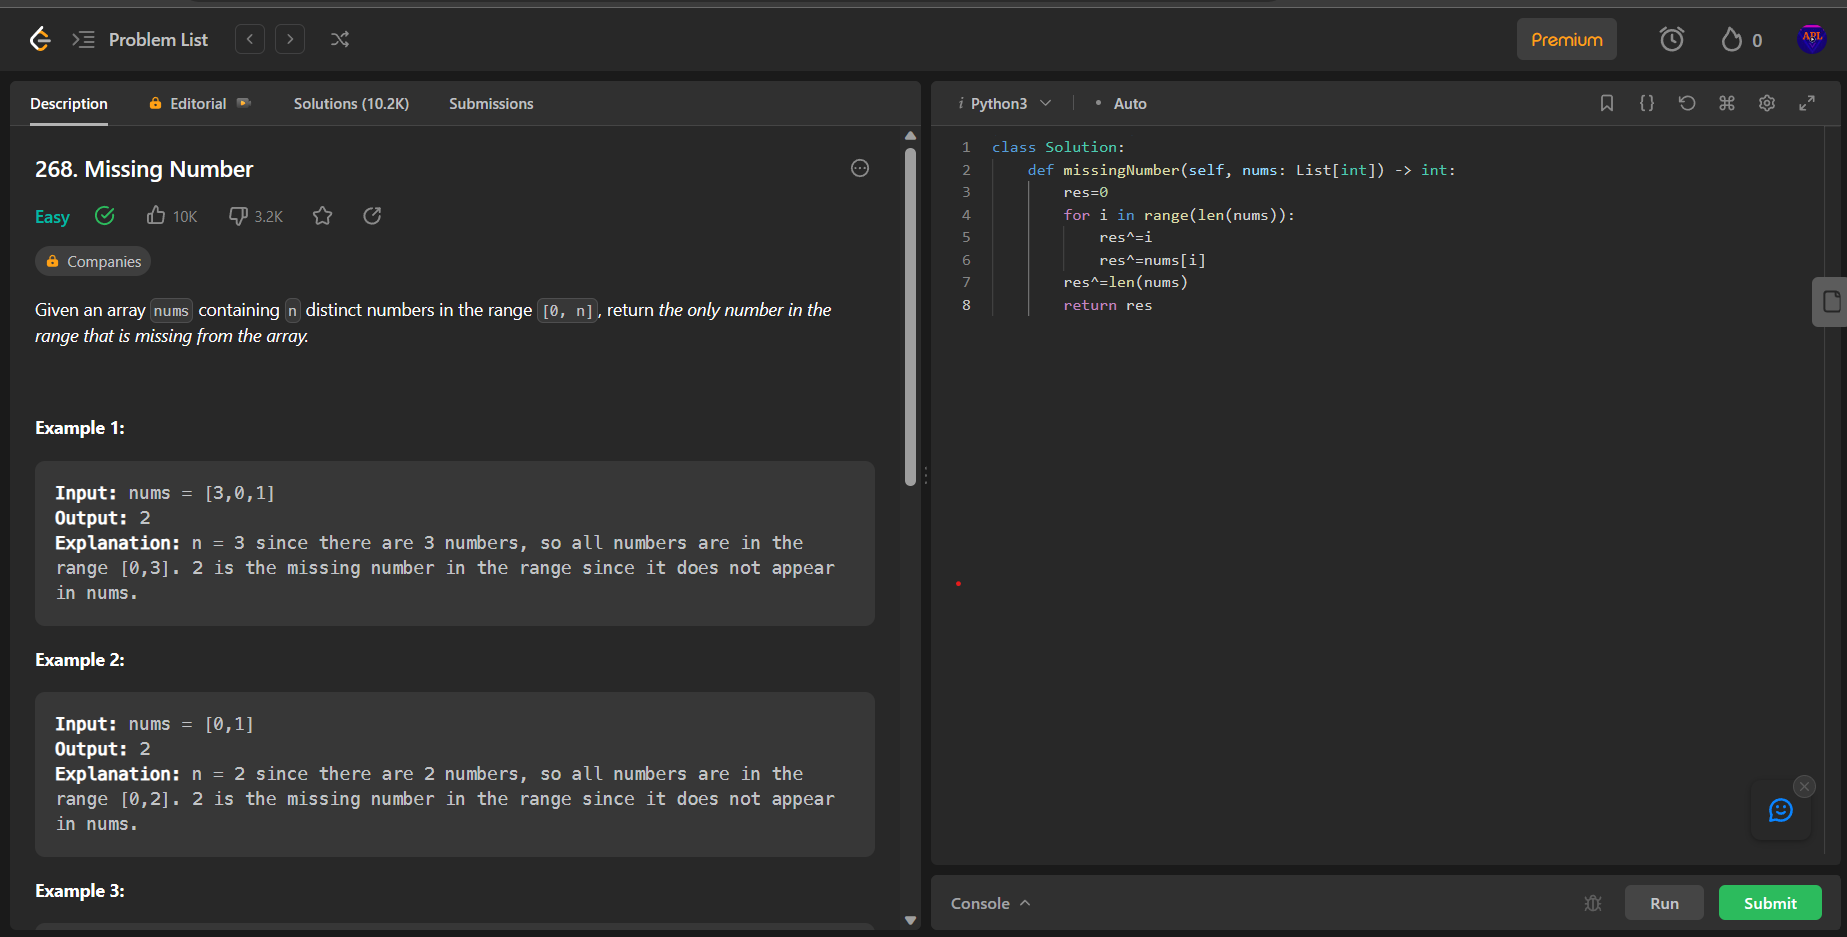 Problem List
Premium
0
APL
Description
Editorial
Solutions (10.2K)
Submissions
268. Missing Number
Easy
10K
3.2K
Companies
Given an array nums containing n distinct numbers in the range [0, n], return the only number in the
range that is missing from the array.
Example 1:
Input: nums = [3,0,1]
Output: 2
Explanation: n = 3 since there are 3 numbers, so all numbers are in the
range [0,3]. 2 is the missing number in the range since it does not appear
in nums.
Example 2:
Input: nums = [0,1]
Output: 2
Explanation: n = 2 since there are 2 numbers, so all numbers are in the
range [0,2]. 2 is the missing number in the range since it does not appear
in nums.
Example 3:
i Python3
• Auto
1 class Solution:
2 def missingNumber(self, nums: List[int]) -> int:
3 res=0
4 for i in range(len(nums)):
5 res^=i
6 res^=nums[i]
7 res^=len(nums)
8 return res
Console
Run
Submit